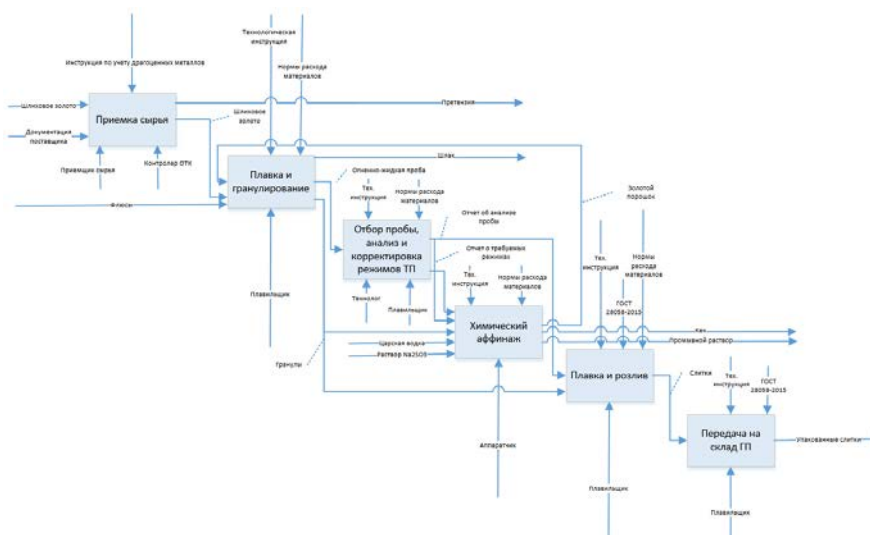 Технологическая
инструкция
Нормы расхода
материалов
Инструкция по учёту драгоценных металлов
Шлиховое золото
Претензия
Приемка сырья
Шлиховое
золото
Документация
поставщика
Приемщик сырья
Контролер ОТК
Шлак
Плавка и
гранулирование
Огненно-жидкая проба
Тех.
инструкция
Нормы расхода
материалов
Золотой
порошок
Флюсы
Отчет об анализе
пробы
Отбор пробы,
анализ и
корректировка
режимов ТП
Отчет о требуемых
режимах
Тех.
инструкция
Нормы расхода
материалов
Тех.
инструкция
Нормы
расхода
материалов
Плавильщик
Технолог
Плавильщик
ГОСТ
28058-2015
Химический
аффинаж
Кек
Промывной раствор
Царская водка
Раствор Na2SO3
Гранулы
Плавка и розлив
Слитки
Тех.
инструкция
ГОСТ
28058-2015
Передача на
склад ГП
Упакованные слитки
Аппаратчик
Плавильщик
Плавильщик